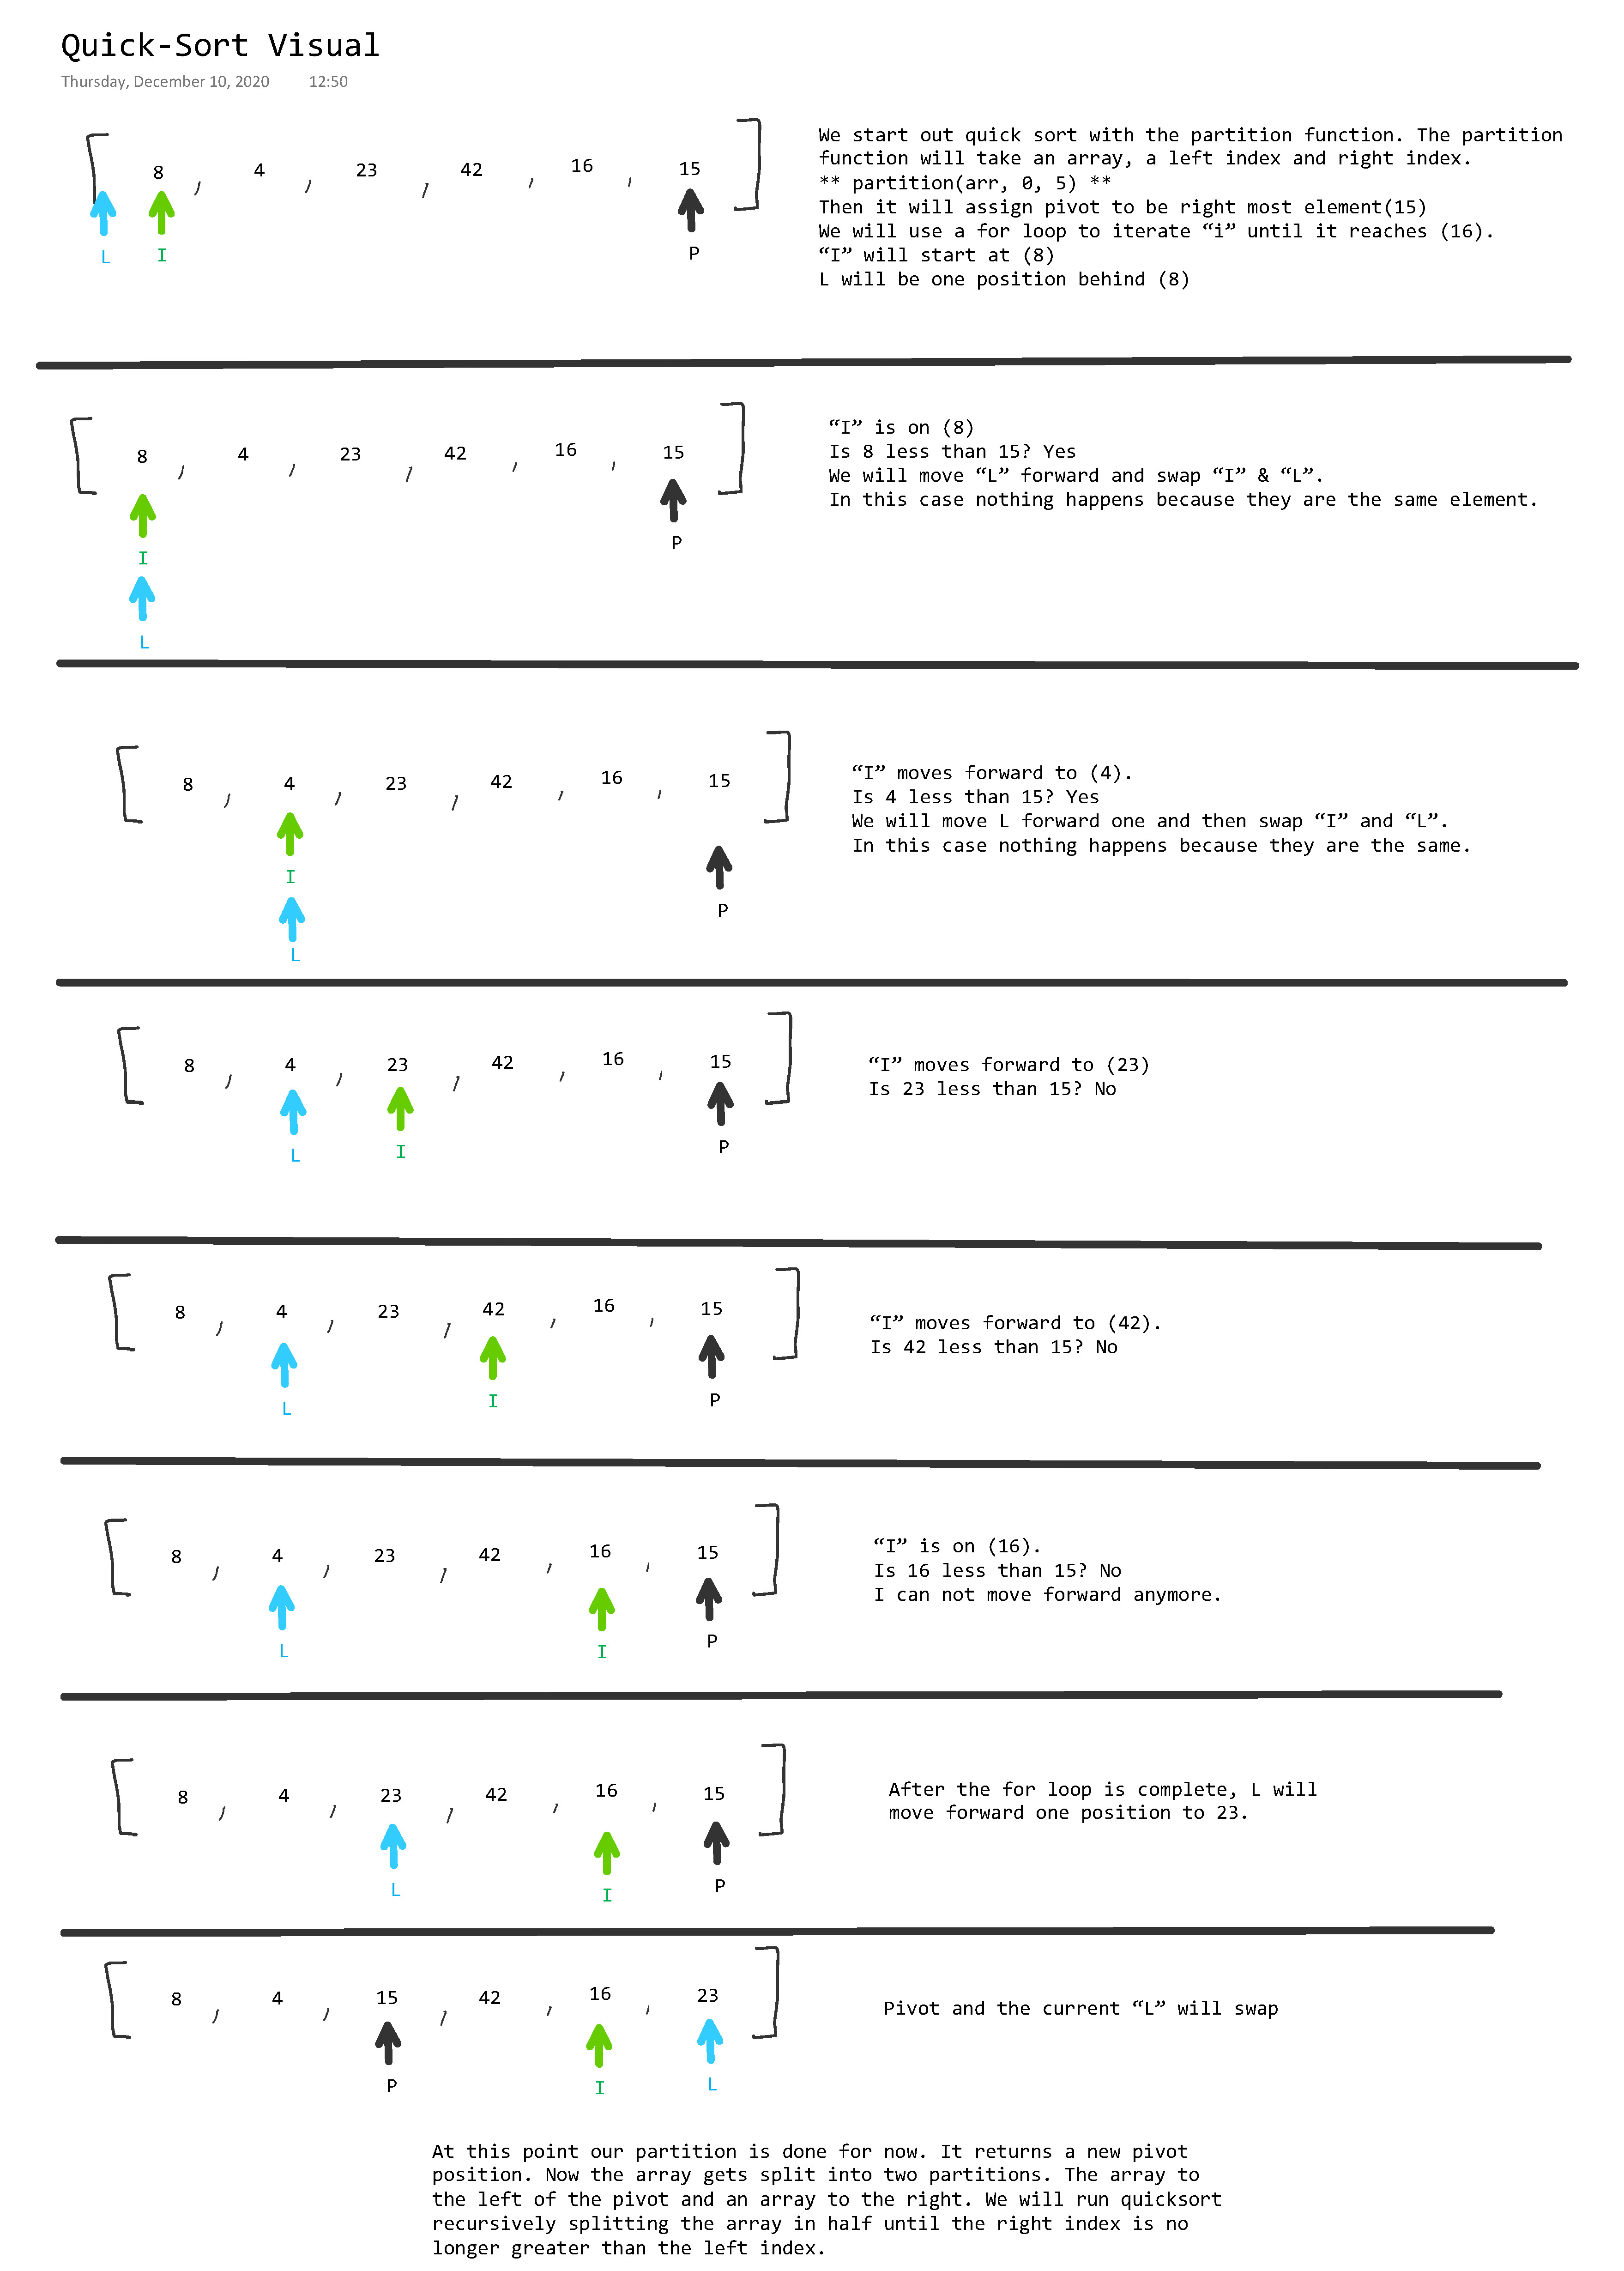 Quick-Sort Visual
Thursday, December 10, 2020 12:50
[ 8 , 4 , 23 , 42 , 16 , 15 ]
L I P
We start out quick sort with the partition function. The partition
function will take an array, a left index and right index.
** partition(arr, 0, 5) **
Then it will assign pivot to be right most element(15)
We will use a for loop to iterate “i” until it reaches (16).
“I” will start at (8)
L will be one position behind (8)
[ 8 , 4 , 23 , 42 , 16 , 15 ]
P
I
L
“I” is on (8)
Is 8 less than 15? Yes
We will move “L” forward and swap “I” & “L”.
In this case nothing happens because they are the same element.
[ 8 , 4 , 23 , 42 , 16 , 15 ]
I
P
L
“I” moves forward to (4).
Is 4 less than 15? Yes
We will move L forward one and then swap “I” and “L”.
In this case nothing happens because they are the same.
[ 8 , 4 , 23 , 42 , 16 , 15 ]
L I P
“I” moves forward to (23)
Is 23 less than 15? No
[ 8 , 4 , 23 , 42 , 16 , 15 ]
L I P
“I” moves forward to (42).
Is 42 less than 15? No
[ 8 , 4 , 23 , 42 , 16 , 15 ]
L I P
“I” is on (16).
Is 16 less than 15? No
I can not move forward anymore.
[ 8 , 4 , 23 , 42 , 16 , 15 ]
L I P
After the for loop is complete, L will
move forward one position to 23.
[ 8 , 4 , 15 , 42 , 16 , 23 ]
P I L
Pivot and the current “L” will swap
At this point our partition is done for now. It returns a new pivot
position. Now the array gets split into two partitions. The array to
the left of the pivot and an array to the right. We will run quicksort
recursively splitting the array in half until the right index is no
longer greater than the left index.